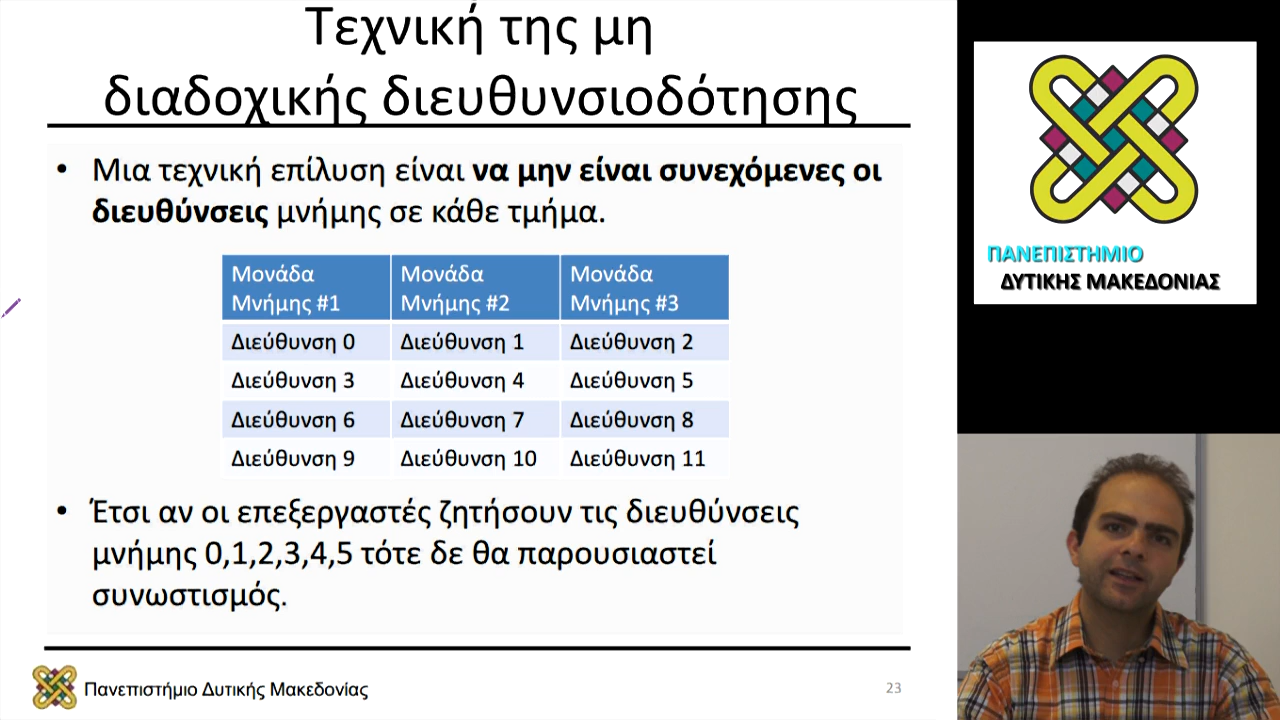 Τεχνική της μη
διαδοχικής διευθυνσιοδότησης
• Μια τεχνική επίλυση είναι να μην είναι συνεχόμενες οι
διευθύνσεις μνήμης σε κάθε τμήμα.
Μονάδα Μονάδα Μονάδα
Μνήμης #1 Μνήμης #2 Μνήμης #3
Διεύθυνση 0 Διεύθυνση 1 Διεύθυνση 2
Διεύθυνση 3 Διεύθυνση 4 Διεύθυνση 5
Διεύθυνση 6 Διεύθυνση 7 Διεύθυνση 8
Διεύθυνση 9 Διεύθυνση 10 Διεύθυνση 11
• Έτσι αν οι επεξεργαστές ζητήσουν τις διευθύνσεις
μνήμης 0,1,2,3,4,5 τότε δε θα παρουσιαστεί
συνωστισμός.
Πανεπιστήμιο Δυτικής Μακεδονίας
23
ΠΑΝΕΠΙΣΤΗΜΙΟ
ΔΥΤΙΚΗΣ ΜΑΚΕΔΟΝΙΑΣ